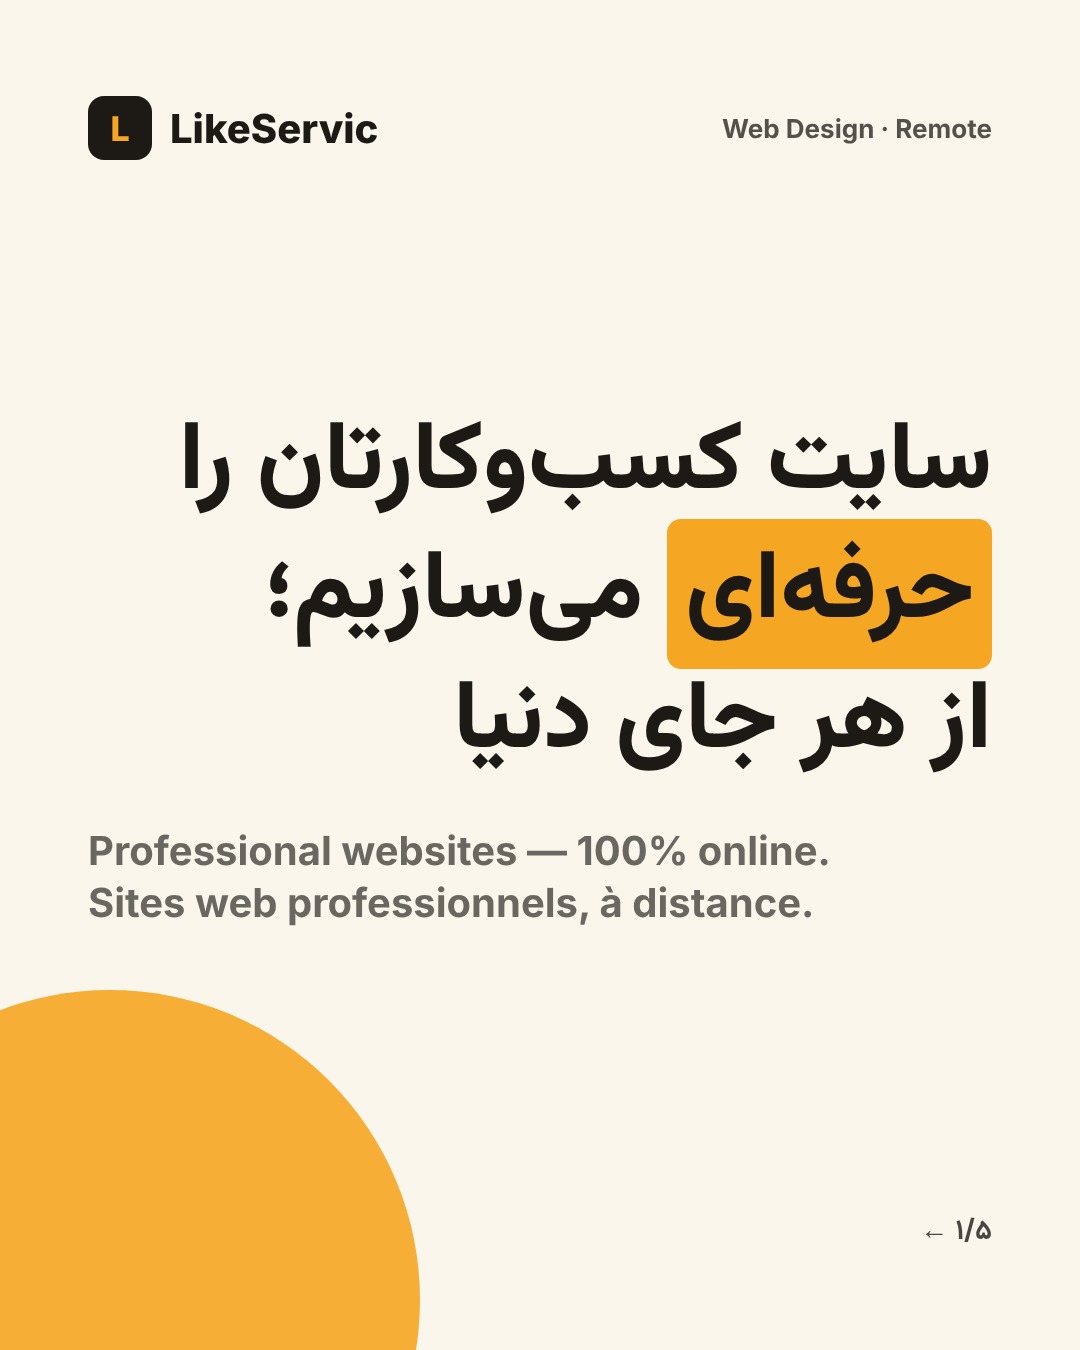 L LikeServic
Web Design · Remote
سایت کسب‌وکارتان را
حرفه‌ای می‌سازیم؛
از هر جای دنیا
Professional websites — 100% online.
Sites web professionnels, à distance.
۱/۵ ←